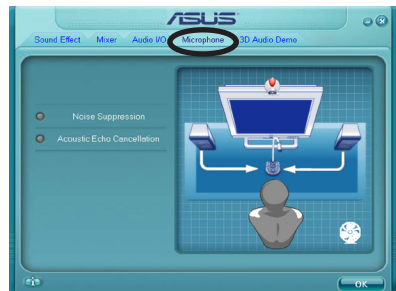 ASUS
Sound Effect Mixer Audio I/O Microphone 3D Audio Demo
Noise Suppression
Acoustic Echo Cancellation
OK